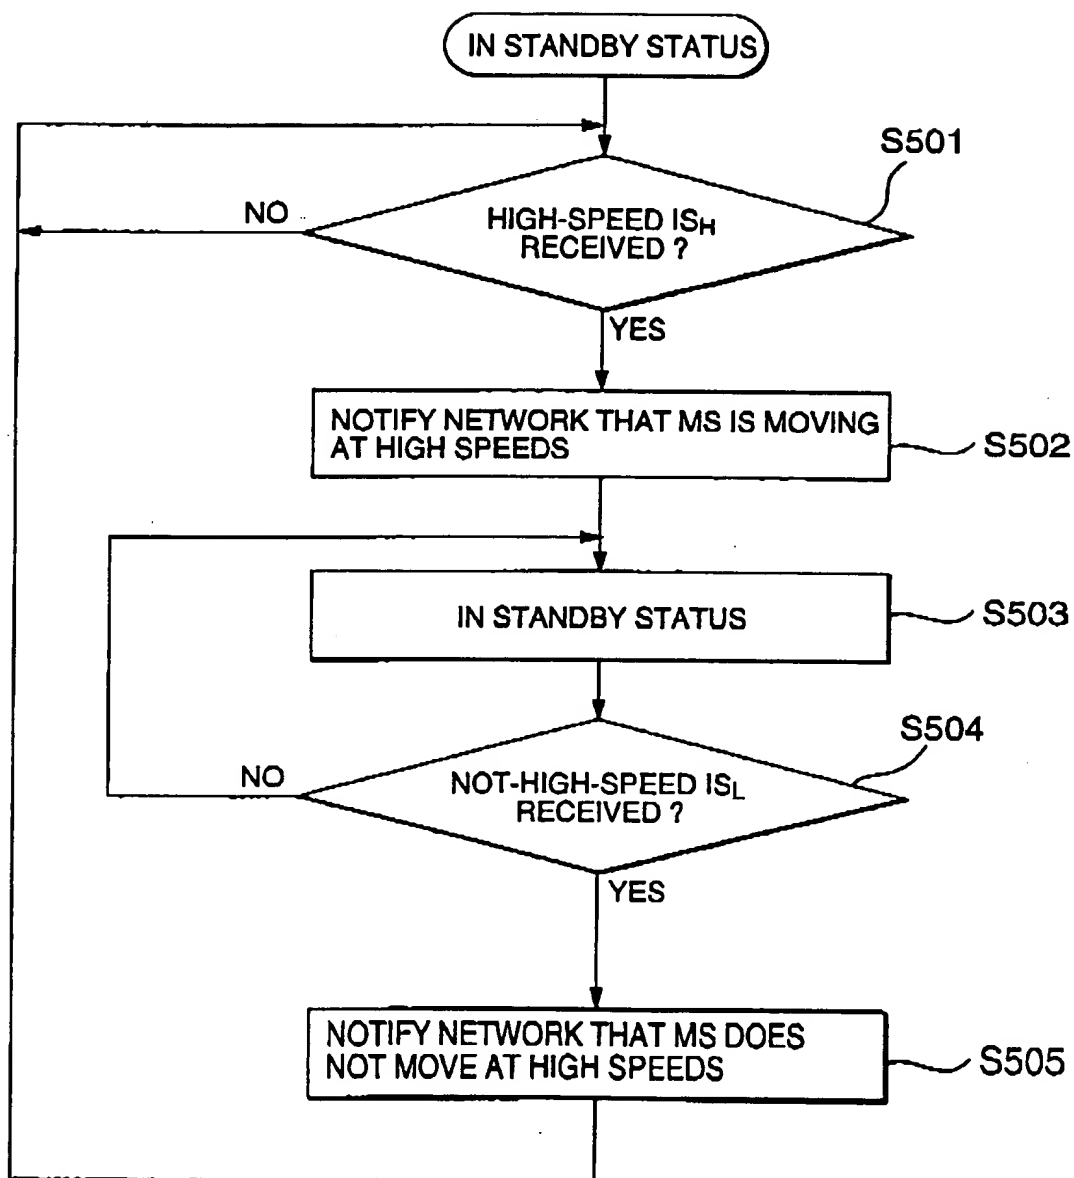 IN STANDBY STATUS
S501
NO
HIGH-SPEED ISH
RECEIVED ?
YES
NOTIFY NETWORK THAT MS IS MOVING
AT HIGH SPEEDS
S502
IN STANDBY STATUS
S503
S504
NO
NOT-HIGH-SPEED ISL
RECEIVED ?
YES
NOTIFY NETWORK THAT MS DOES
NOT MOVE AT HIGH SPEEDS
S505